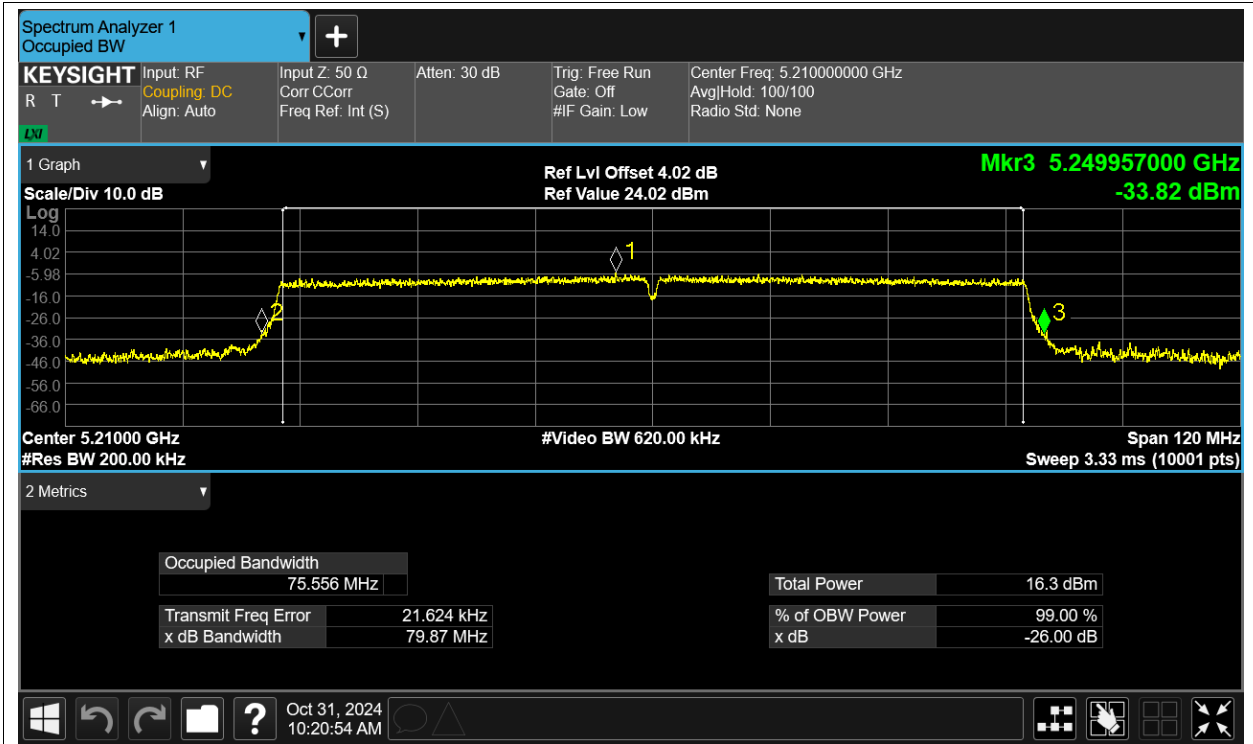 Spectrum Analyzer 1
Occupied BW
KEYSIGHT
R T
LXI
Input: RF
Coupling: DC
Align: Auto
Input Z: 50 Ω
Corr CCorr
Freq Ref: Int (S)
Atten: 30 dB
Trig: Free Run
Gate: Off
#IF Gain: Low
Center Freq: 5.210000000 GHz
Avg|Hold: 100/100
Radio Std: None
1 Graph
Scale/Div 10.0 dB
Ref Lvl Offset 4.02 dB
Ref Value 24.02 dBm
Mkr3 5.249957000 GHz
-33.82 dBm
Log
14.0
4.02
-5.98
-16.0
-26.0
-36.0
-46.0
-56.0
-66.0
1
2
3
Center 5.21000 GHz
#Res BW 200.00 kHz
#Video BW 620.00 kHz
Span 120 MHz
Sweep 3.33 ms (10001 pts)
2 Metrics
Occupied Bandwidth
75.556 MHz
Transmit Freq Error 21.624 kHz
x dB Bandwidth 79.87 MHz
Total Power 16.3 dBm
% of OBW Power 99.00 %
x dB -26.00 dB
?
Oct 31, 2024
10:20:54 AM